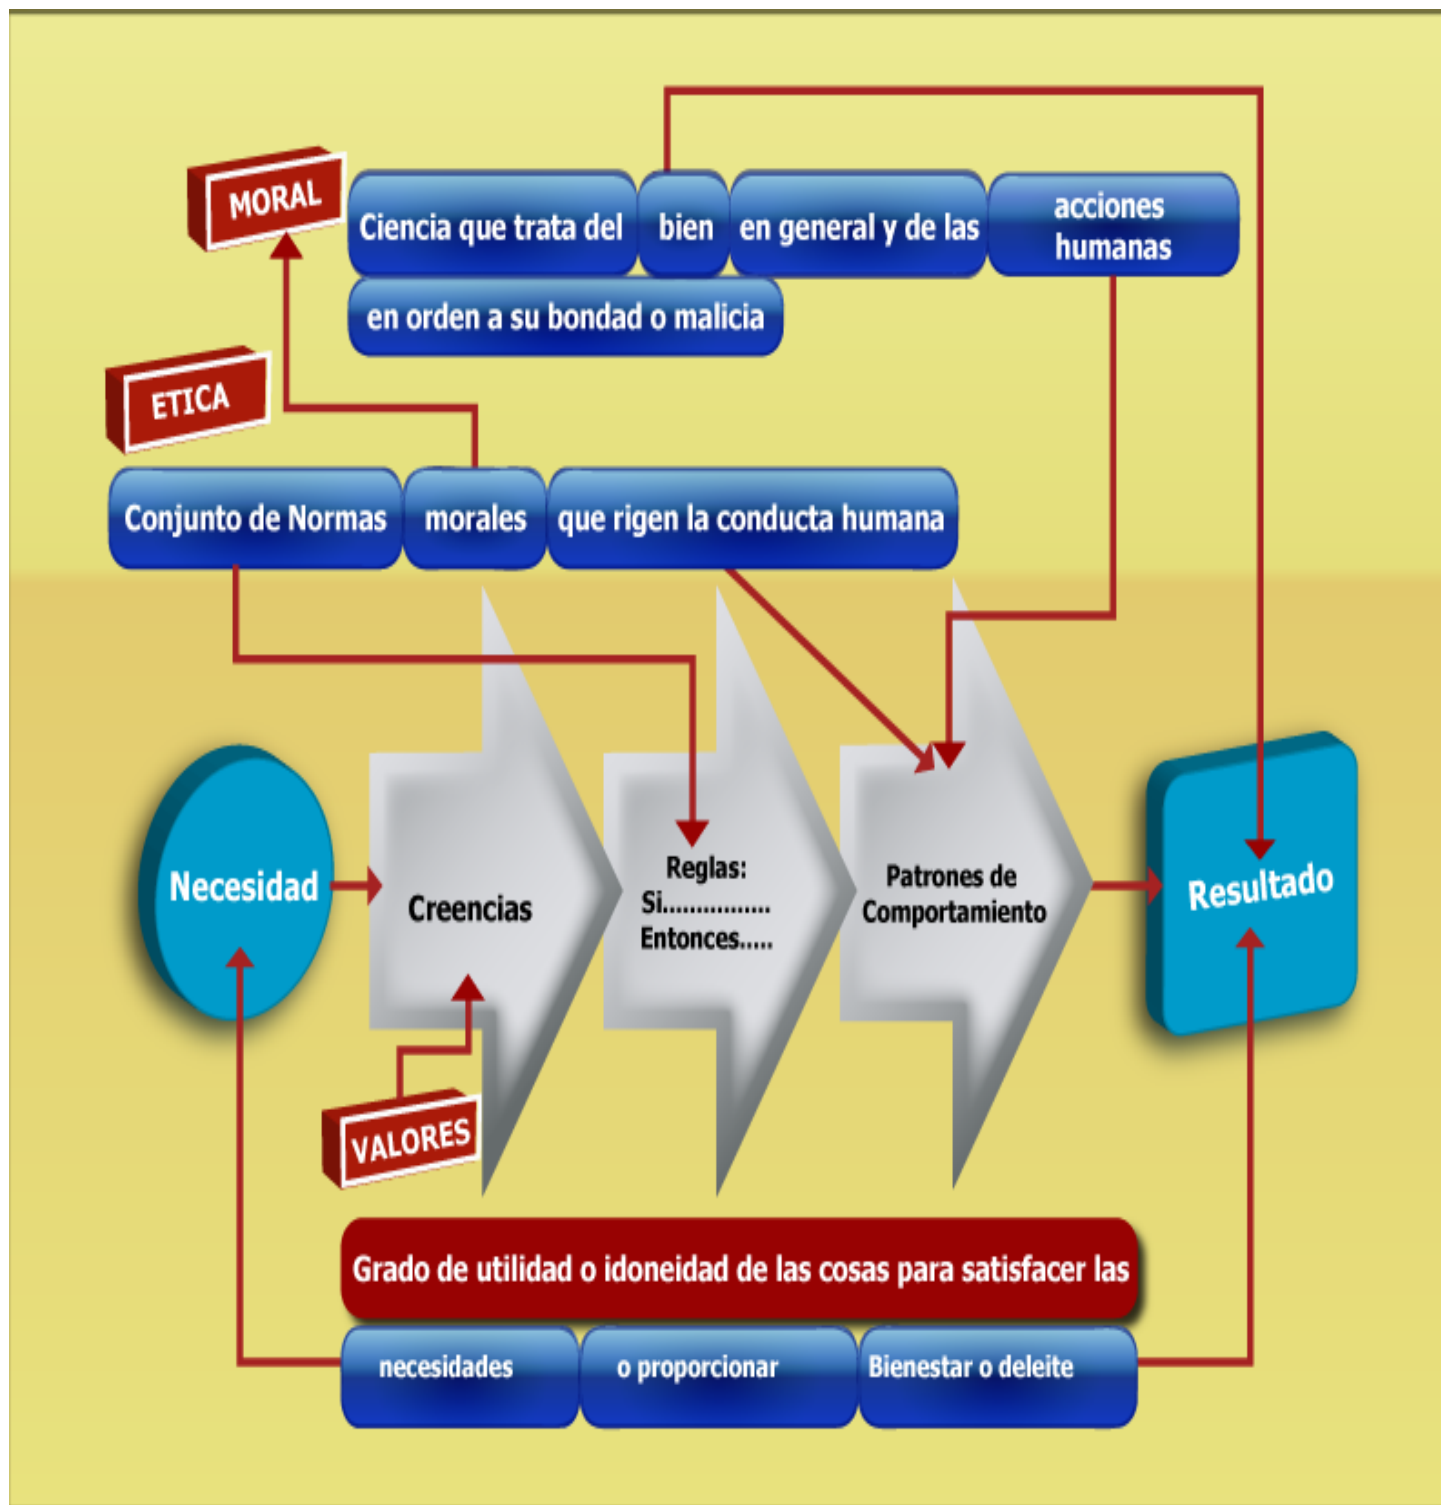 MORAL
Ciencia que trata del bien en general y de las acciones
humanas
en orden a su bondad o malicia
ETICA
Conjunto de Normas morales que rigen la conducta humana
Necesidad
Creencias
Reglas:
Si................
Entonces.....
Patrones de
Comportamiento
Resultado
VALORES
Grado de utilidad o idoneidad de las cosas para satisfacer las
necesidades o proporcionar Bienestar o deleite